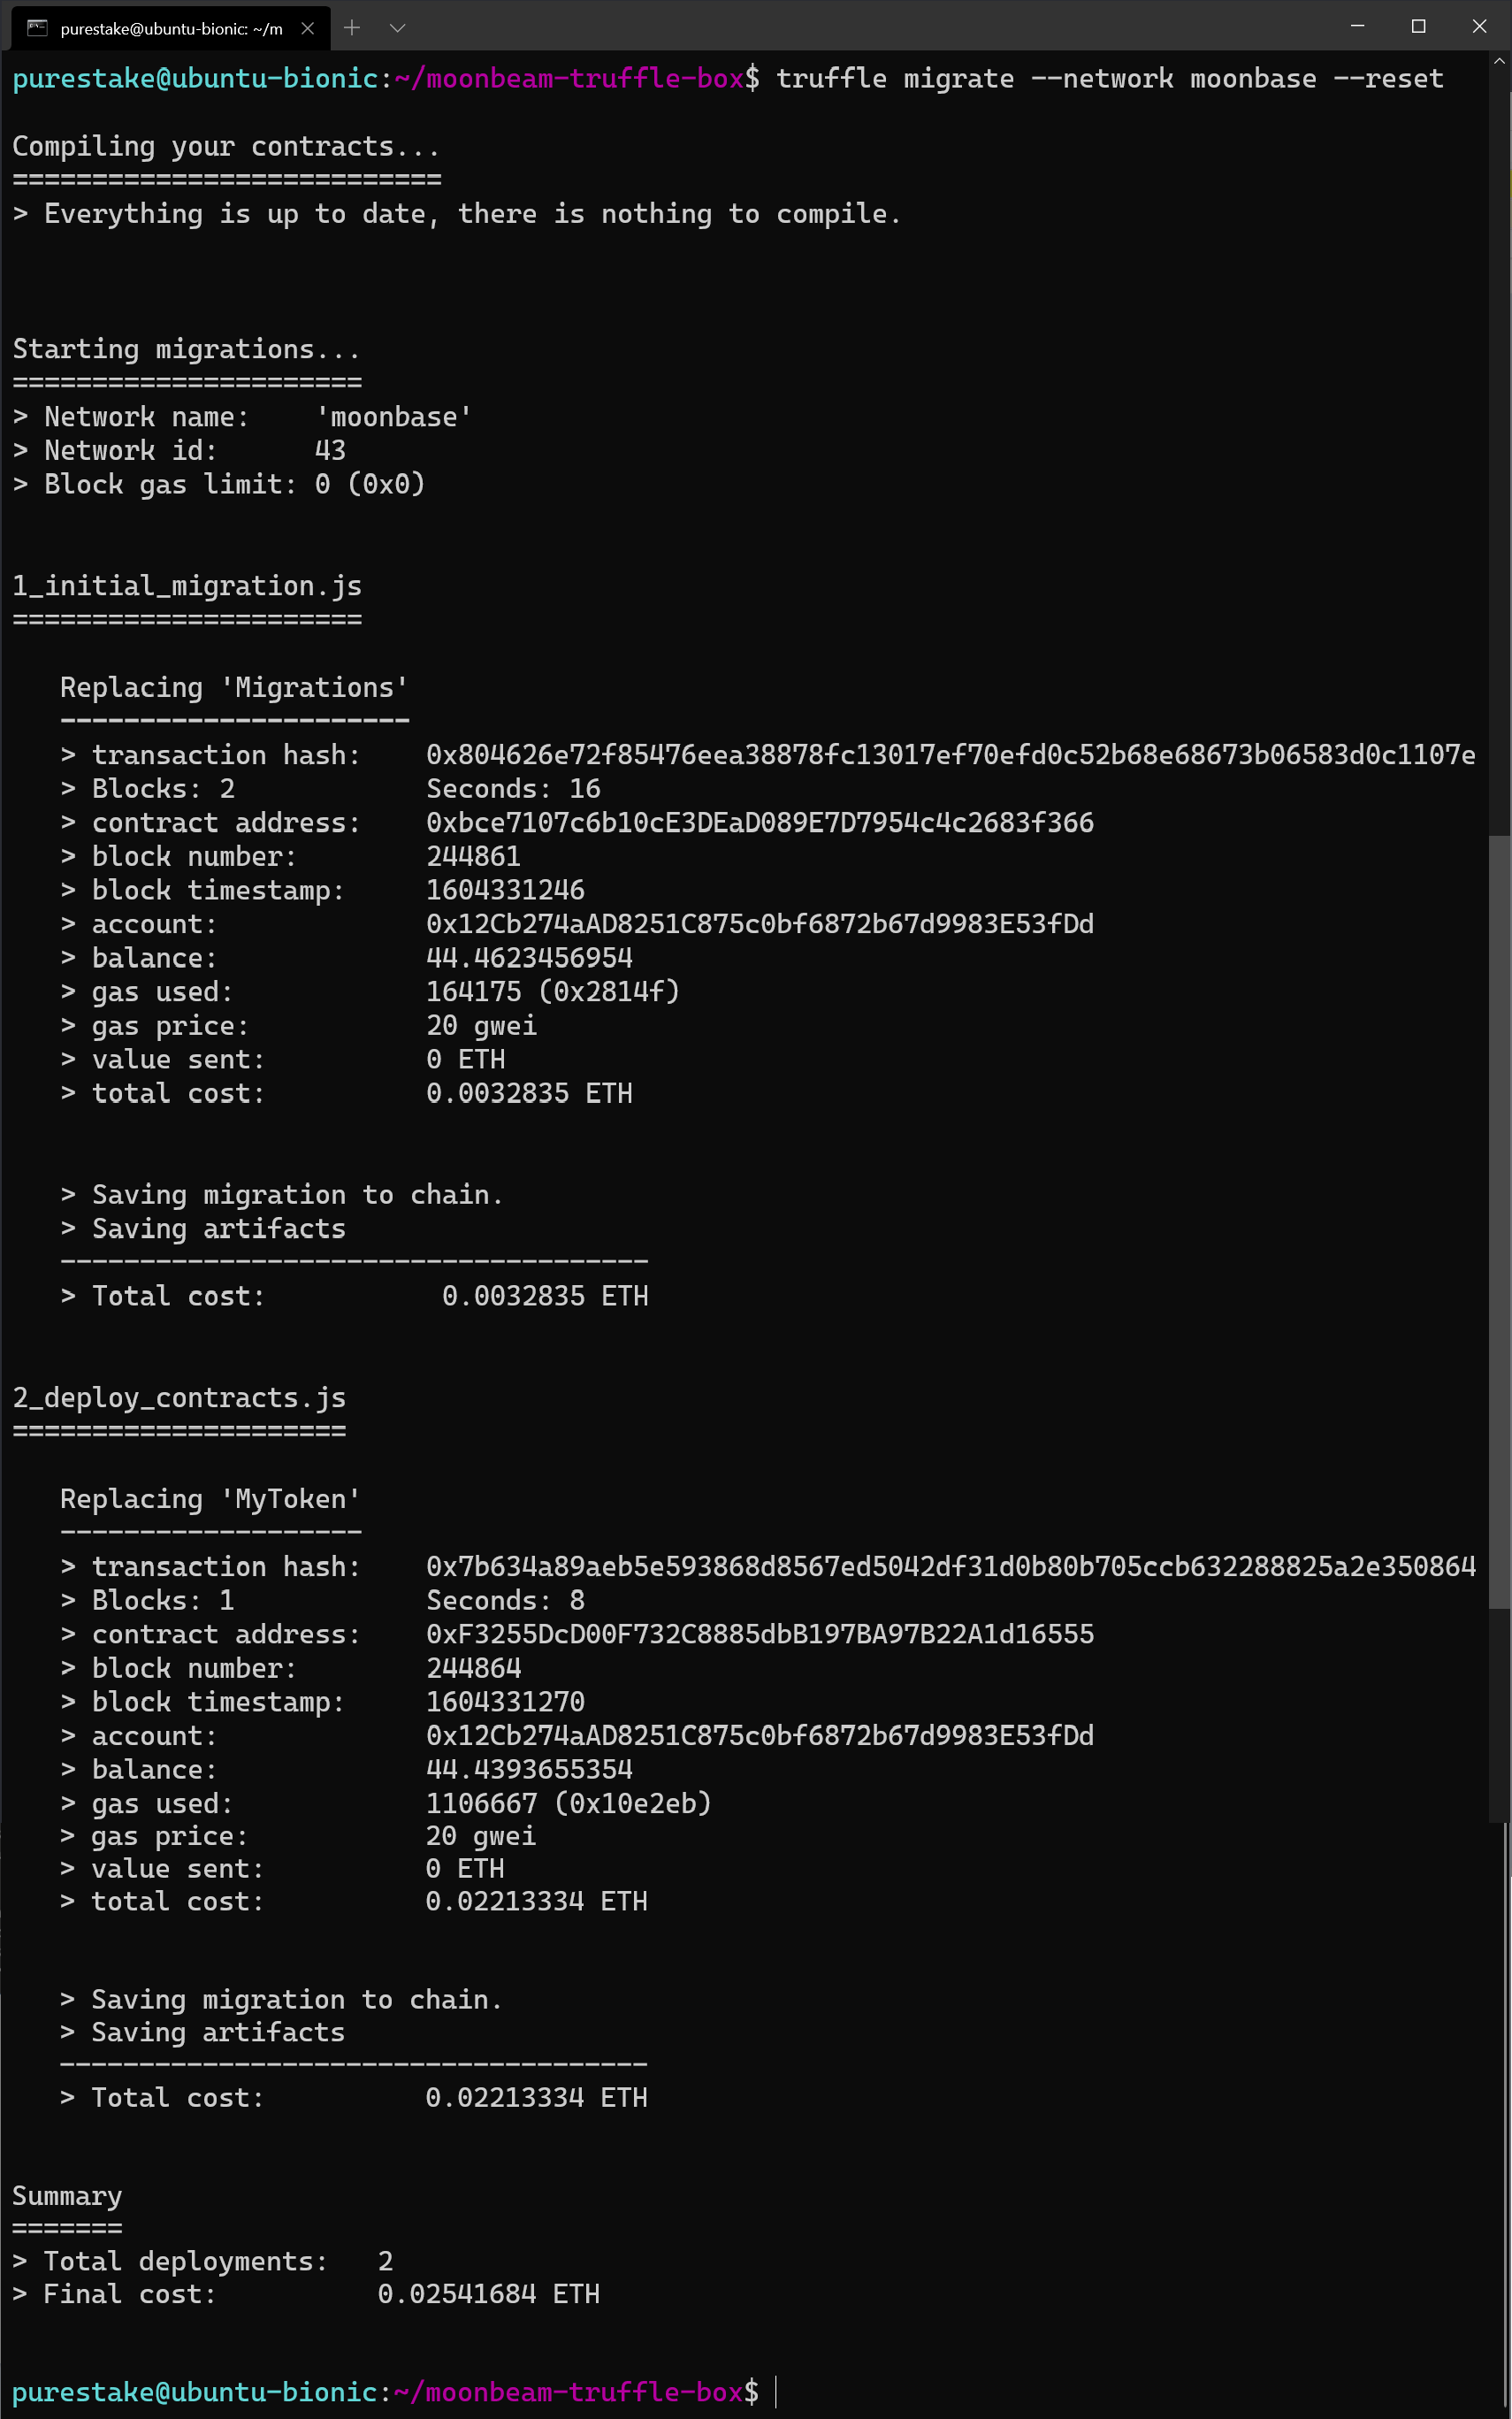 purestake@ubuntu-bionic: ~/m
purestake@ubuntu-bionic:~/moonbeam-truffle-box$ truffle migrate --network moonbase --reset
Compiling your contracts...
===========================
> Everything is up to date, there is nothing to compile.
Starting migrations...
======================
> Network name:    'moonbase'
> Network id:      43
> Block gas limit: 0 (0x0)
1_initial_migration.js
======================
Replacing 'Migrations'
----------------------
> transaction hash:    0x804626e72f85476eea38878fc13017ef70efd0c52b68e68673b06583d0c1107e
> Blocks: 2            Seconds: 16
> contract address:    0xbce7107c6b10cE3DEaD089E7D7954c4c2683f366
> block number:        244861
> block timestamp:     1604331246
> account:             0x12Cb274aAD8251C875c0bf6872b67d9983E53fDd
> balance:             44.4623456954
> gas used:            164175 (0x2814f)
> gas price:           20 gwei
> value sent:          0 ETH
> total cost:          0.0032835 ETH
> Saving migration to chain.
> Saving artifacts
-------------------------------------
> Total cost:           0.0032835 ETH
2_deploy_contracts.js
=====================
Replacing 'MyToken'
-------------------
> transaction hash:    0x7b634a89aeb5e593868d8567ed5042df31d0b80b705ccb632288825a2e350864
> Blocks: 1            Seconds: 8
> contract address:    0xF3255DcD00F732C8885dbB197BA97B22A1d16555
> block number:        244864
> block timestamp:     1604331270
> account:             0x12Cb274aAD8251C875c0bf6872b67d9983E53fDd
> balance:             44.4393655354
> gas used:            1106667 (0x10e2eb)
> gas price:           20 gwei
> value sent:          0 ETH
> total cost:          0.02213334 ETH
> Saving migration to chain.
> Saving artifacts
-------------------------------------
> Total cost:          0.02213334 ETH
Summary
=======
> Total deployments:   2
> Final cost:          0.02541684 ETH
purestake@ubuntu-bionic:~/moonbeam-truffle-box$